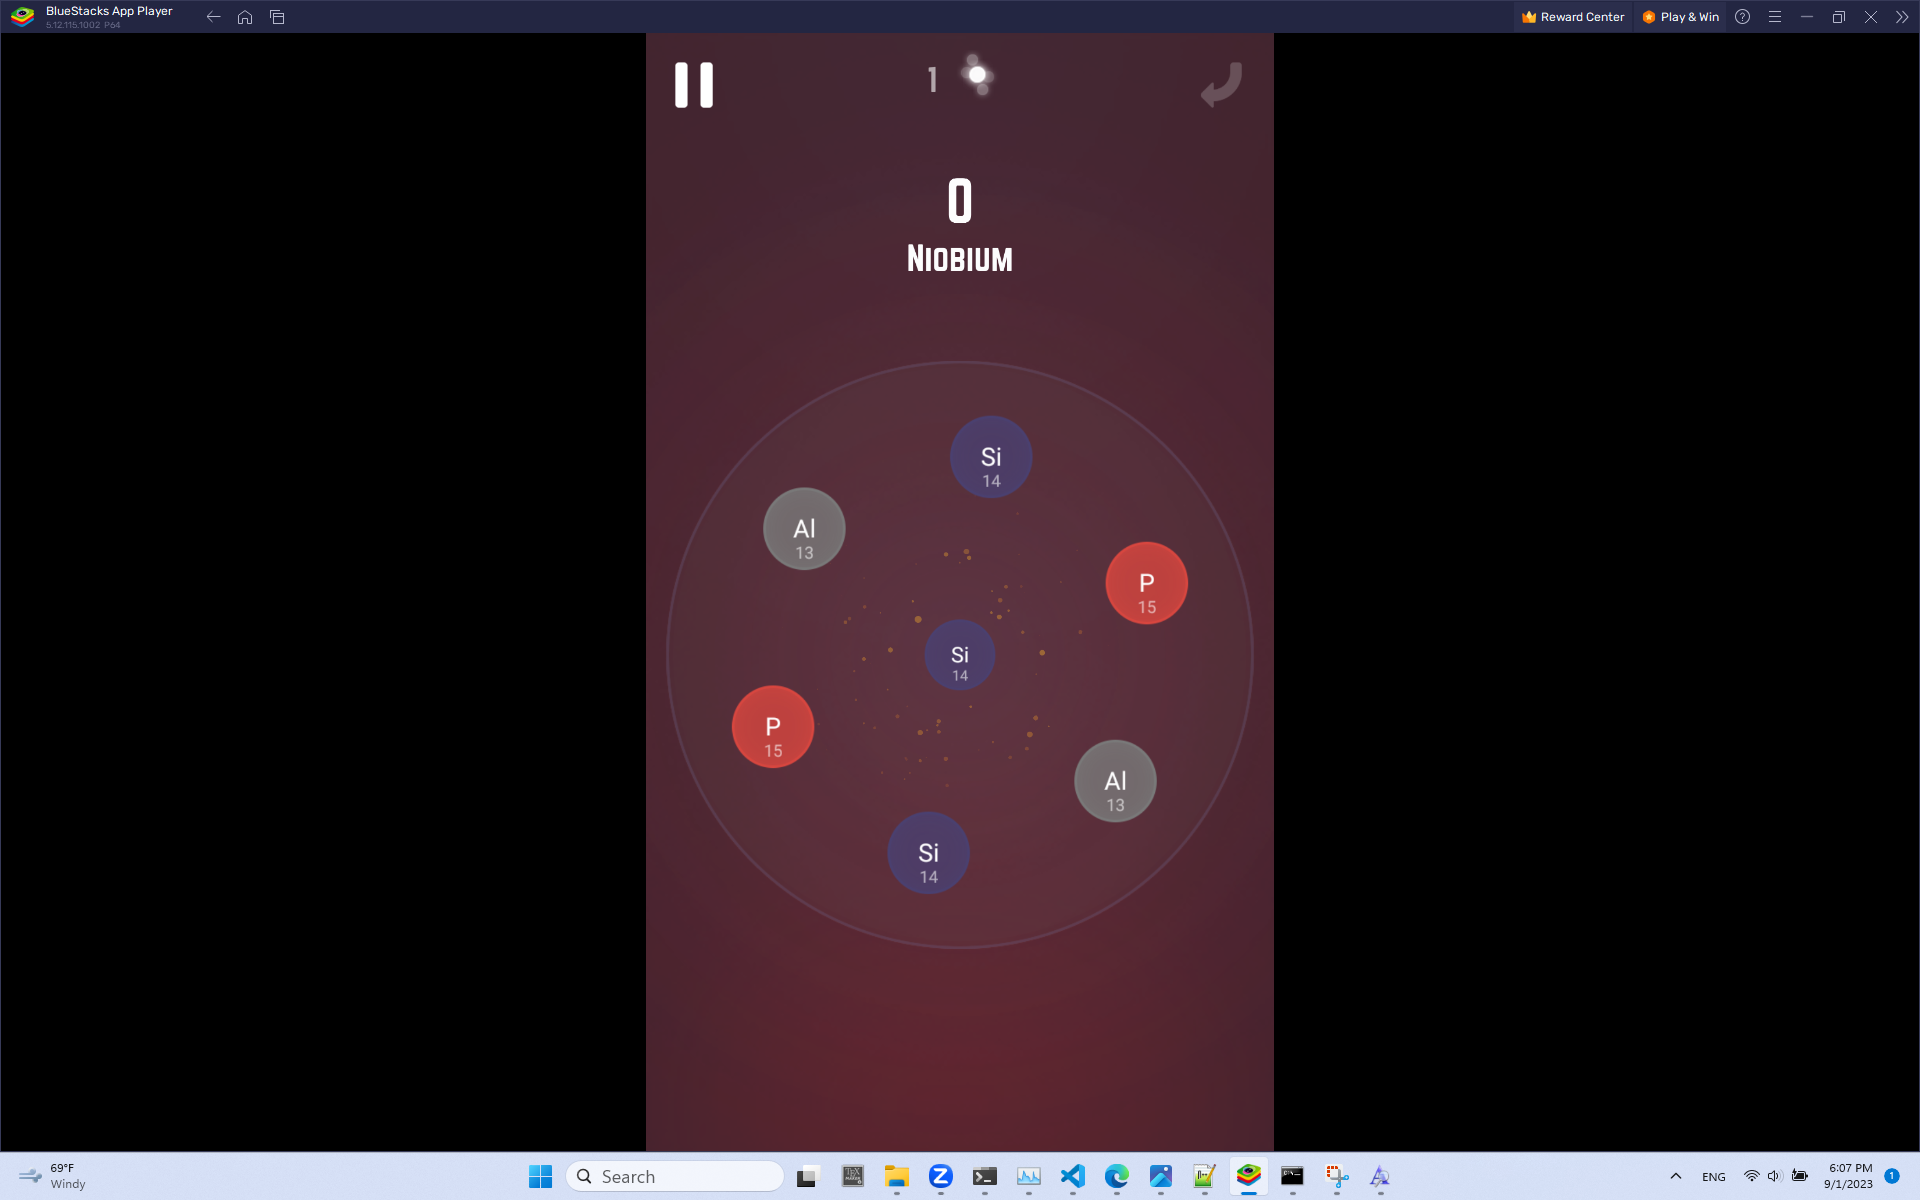 BlueStacks App Player
5.12.115.1002 P64
Reward Center
Play & Win
1
0
Niobium
Si
14
Al
13
P
15
Si
14
P
15
Al
13
Si
14
69°F
Windy
Search
ENG
6:07 PM
9/1/2023
1